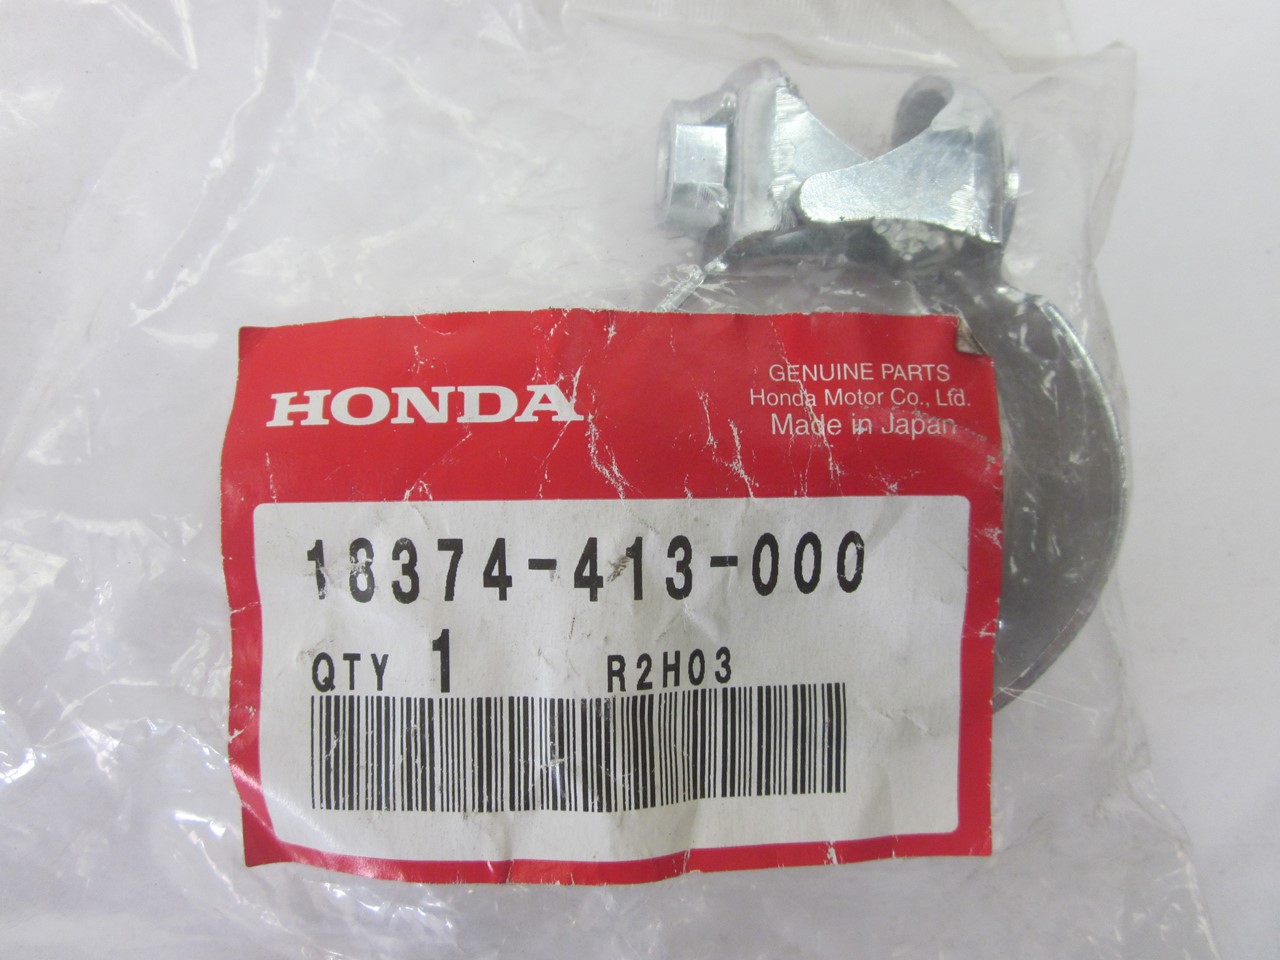 HONDA
GENUINE PARTS
Honda Motor Co., Ltd.
Made in Japan
18374-413-000
QTY 1 R2H03